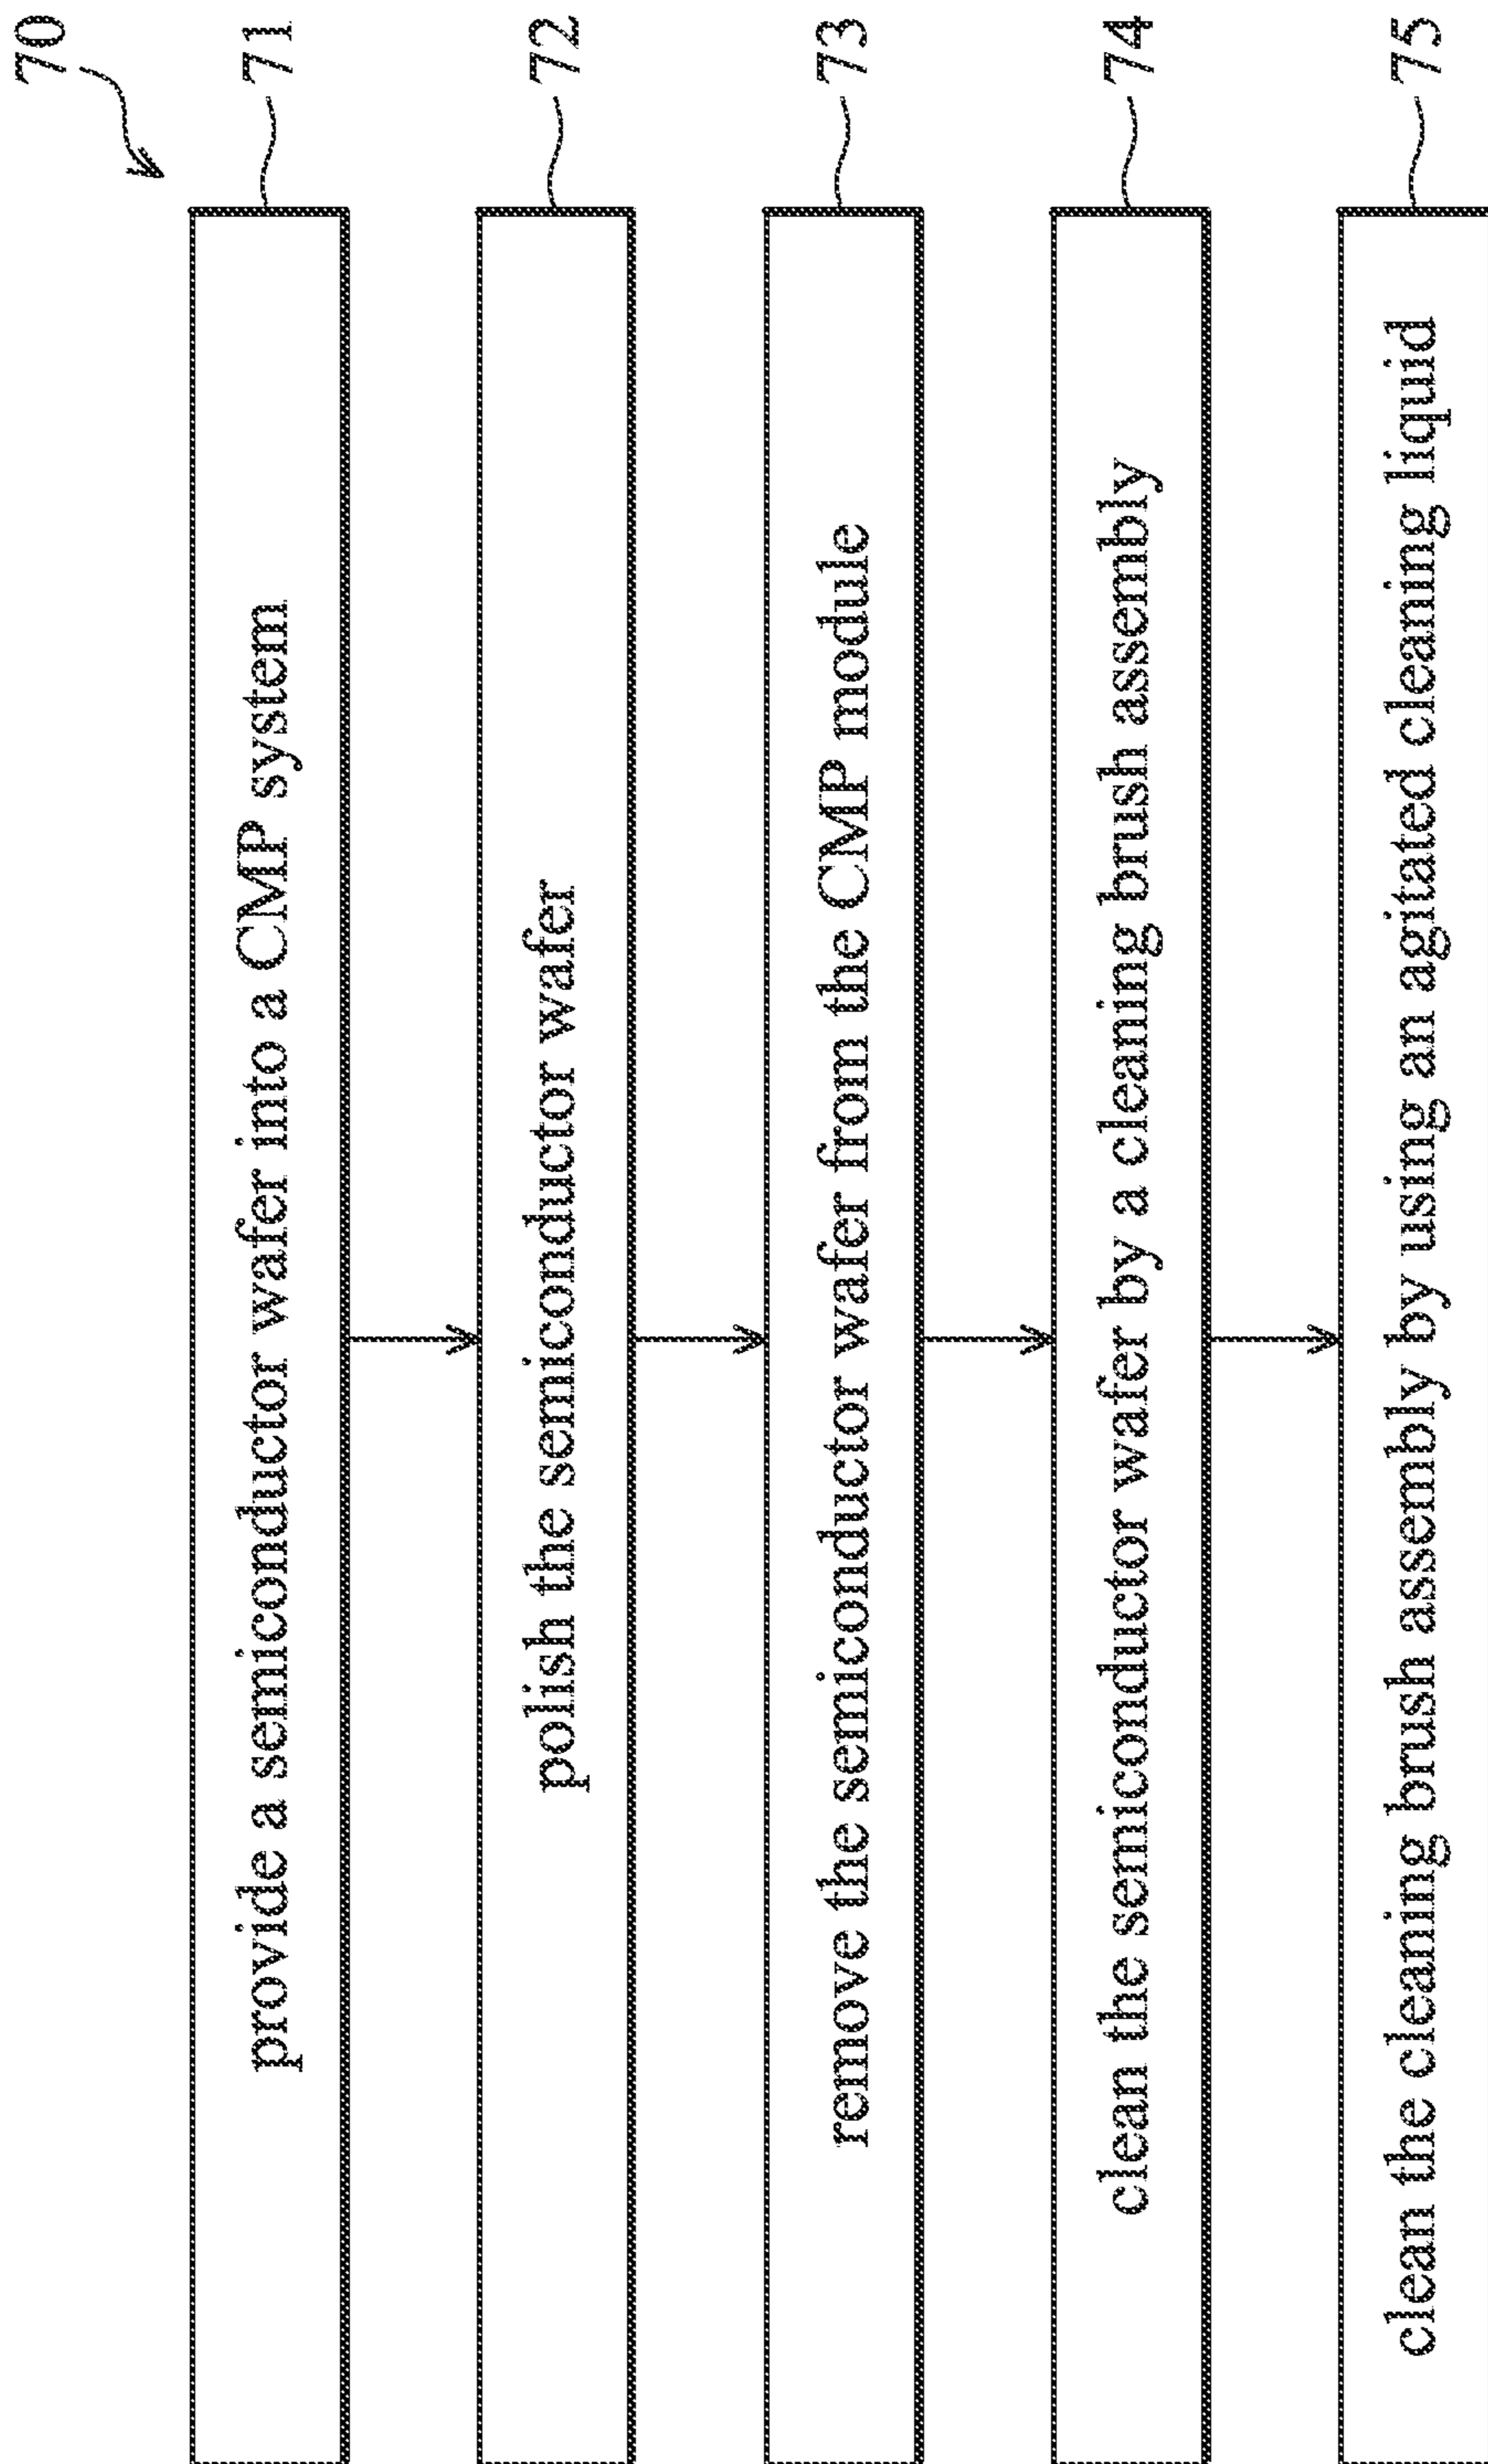 70
provide a semiconductor wafer into a CMP system
71
polish the semiconductor wafer
72
remove the semiconductor wafer from the CMP module
73
clean the semiconductor wafer by a cleaning brush assembly
74
clean the cleaning brush assembly by using an agitated cleaning liquid
75